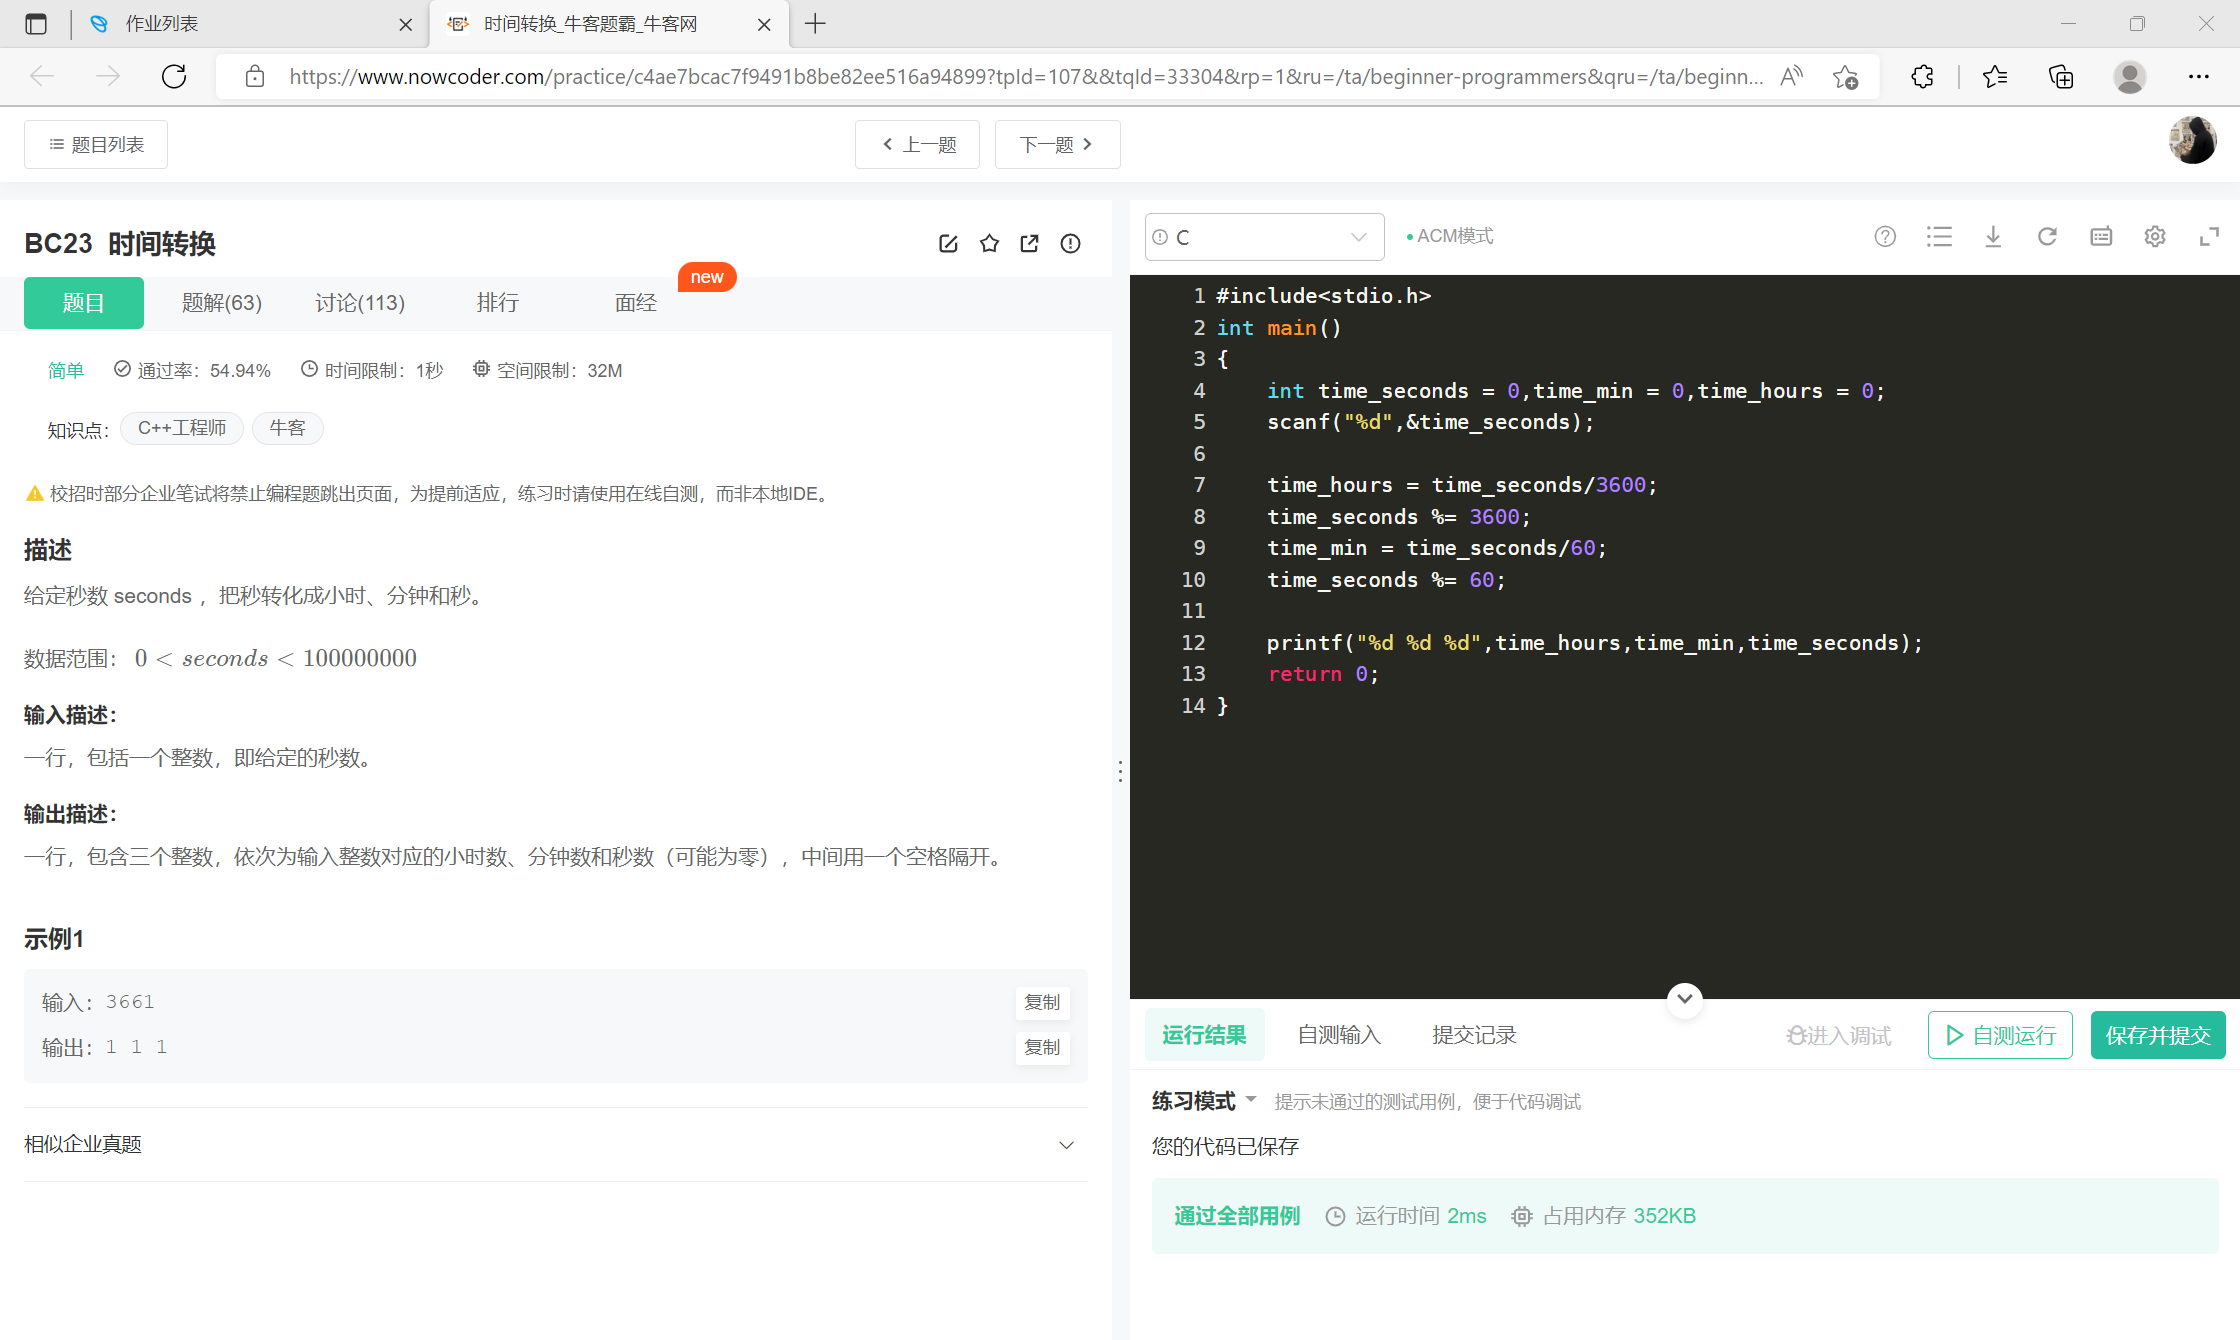 作业列表
时间转换_牛客题霸_牛客网
https://www.nowcoder.com/practice/c4ae7bcac7f9491b8be82ee516a94899?tpId=107&&tqId=33304&rp=1&ru=/ta/beginner-programmers&qru=/ta/beginn...
题目列表
上一题
下一题
BC23 时间转换
new
题目
题解(63)
讨论(113)
排行
面经
简单 通过率：54.94% 时间限制：1秒 空间限制：32M
知识点： C++工程师 牛客
校招时部分企业笔试将禁止编程题跳出页面，为提前适应，练习时请使用在线自测，而非本地IDE。
描述
给定秒数 seconds ，把秒转化成小时、分钟和秒。
数据范围： 0 < seconds < 100000000
输入描述：
一行，包括一个整数，即给定的秒数。
输出描述：
一行，包含三个整数，依次为输入整数对应的小时数、分钟数和秒数（可能为零），中间用一个空格隔开。
示例1
输入：3661
复制
输出：1 1 1
复制
相似企业真题
C
ACM模式
1 #include<stdio.h>
2 int main()
3 {
4     int time_seconds = 0,time_min = 0,time_hours = 0;
5     scanf("%d",&time_seconds);
6
7     time_hours = time_seconds/3600;
8     time_seconds %= 3600;
9     time_min = time_seconds/60;
10     time_seconds %= 60;
11
12     printf("%d %d %d",time_hours,time_min,time_seconds);
13     return 0;
14 }
运行结果
自测输入
提交记录
进入调试
自测运行
保存并提交
练习模式 提示未通过的测试用例，便于代码调试
您的代码已保存
通过全部用例 运行时间 2ms 占用内存 352KB